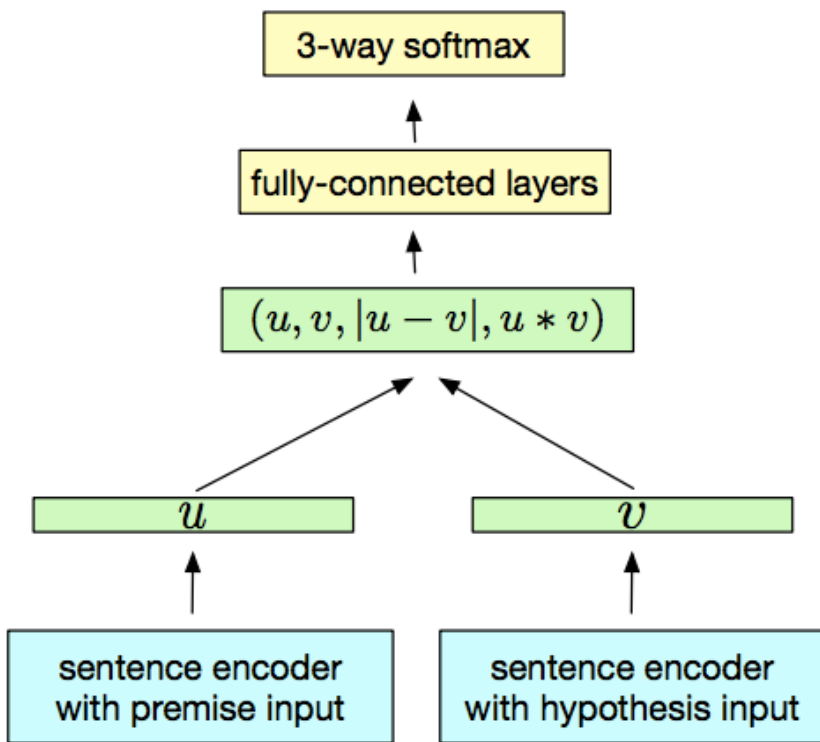 3-way softmax
fully-connected layers
(u, v, |u − v|, u ∗ v)
u
v
sentence encoder
with premise input
sentence encoder
with hypothesis input